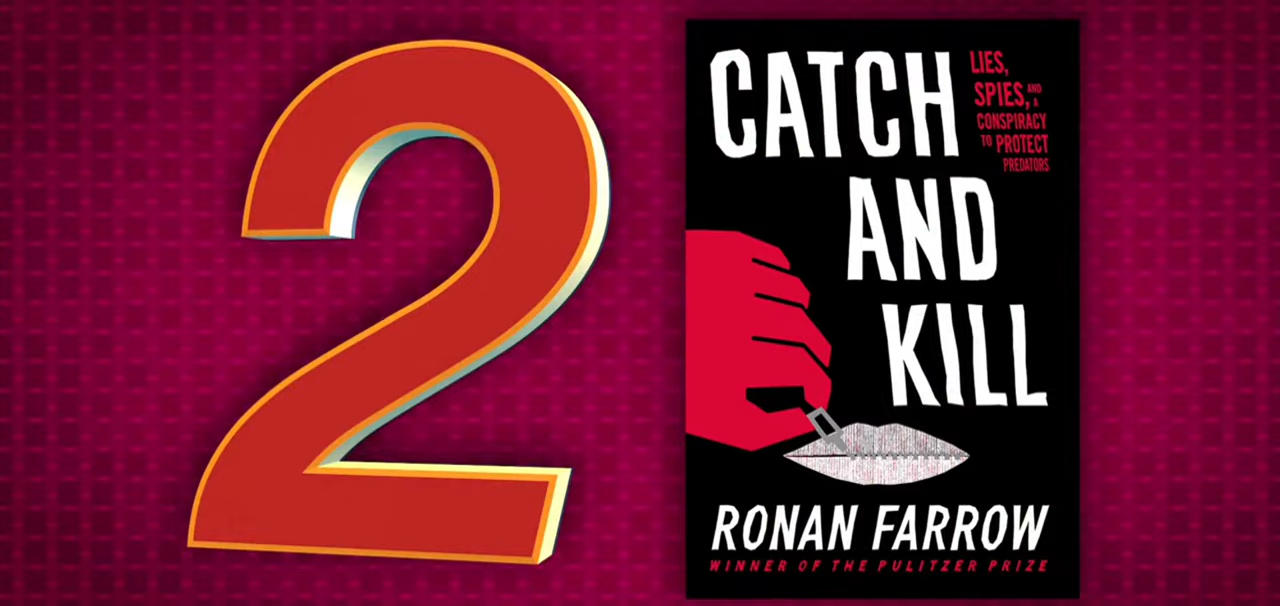 2
CATCH
AND
KILL
LIES,
SPIES, AND A
CONSPIRACY
TO PROTECT
PREDATORS
RONAN FARROW
WINNER OF THE PULITZER PRIZE